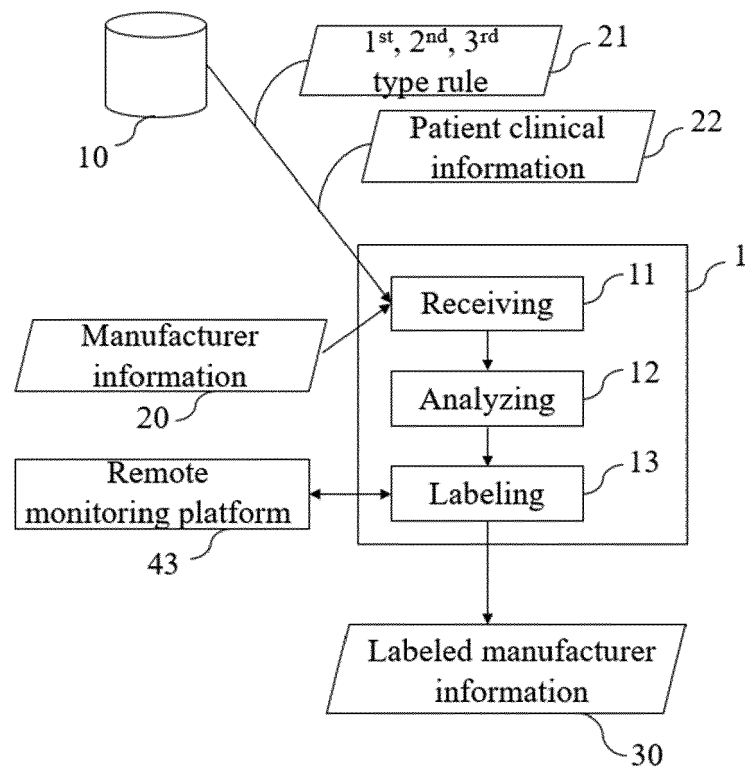 1st, 2nd, 3rd
type rule
21
10
Patient clinical
information
22
1
Receiving
11
Manufacturer
information
20
Analyzing
12
Remote
monitoring platform
43
Labeling
13
Labeled manufacturer
information
30